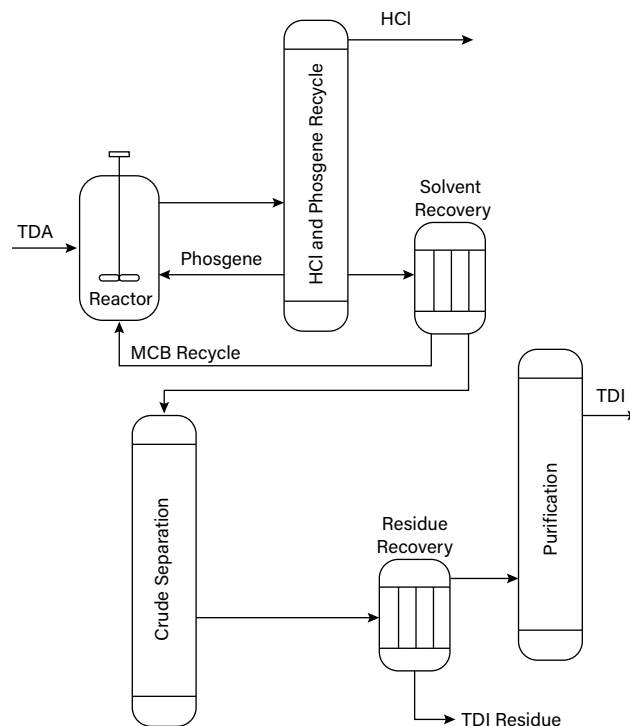 HCl
HCl and Phosgene Recycle
Solvent
Recovery
TDA
Phosgene
Reactor
MCB Recycle
TDI
Purification
Residue
Recovery
Crude Separation
TDI Residue